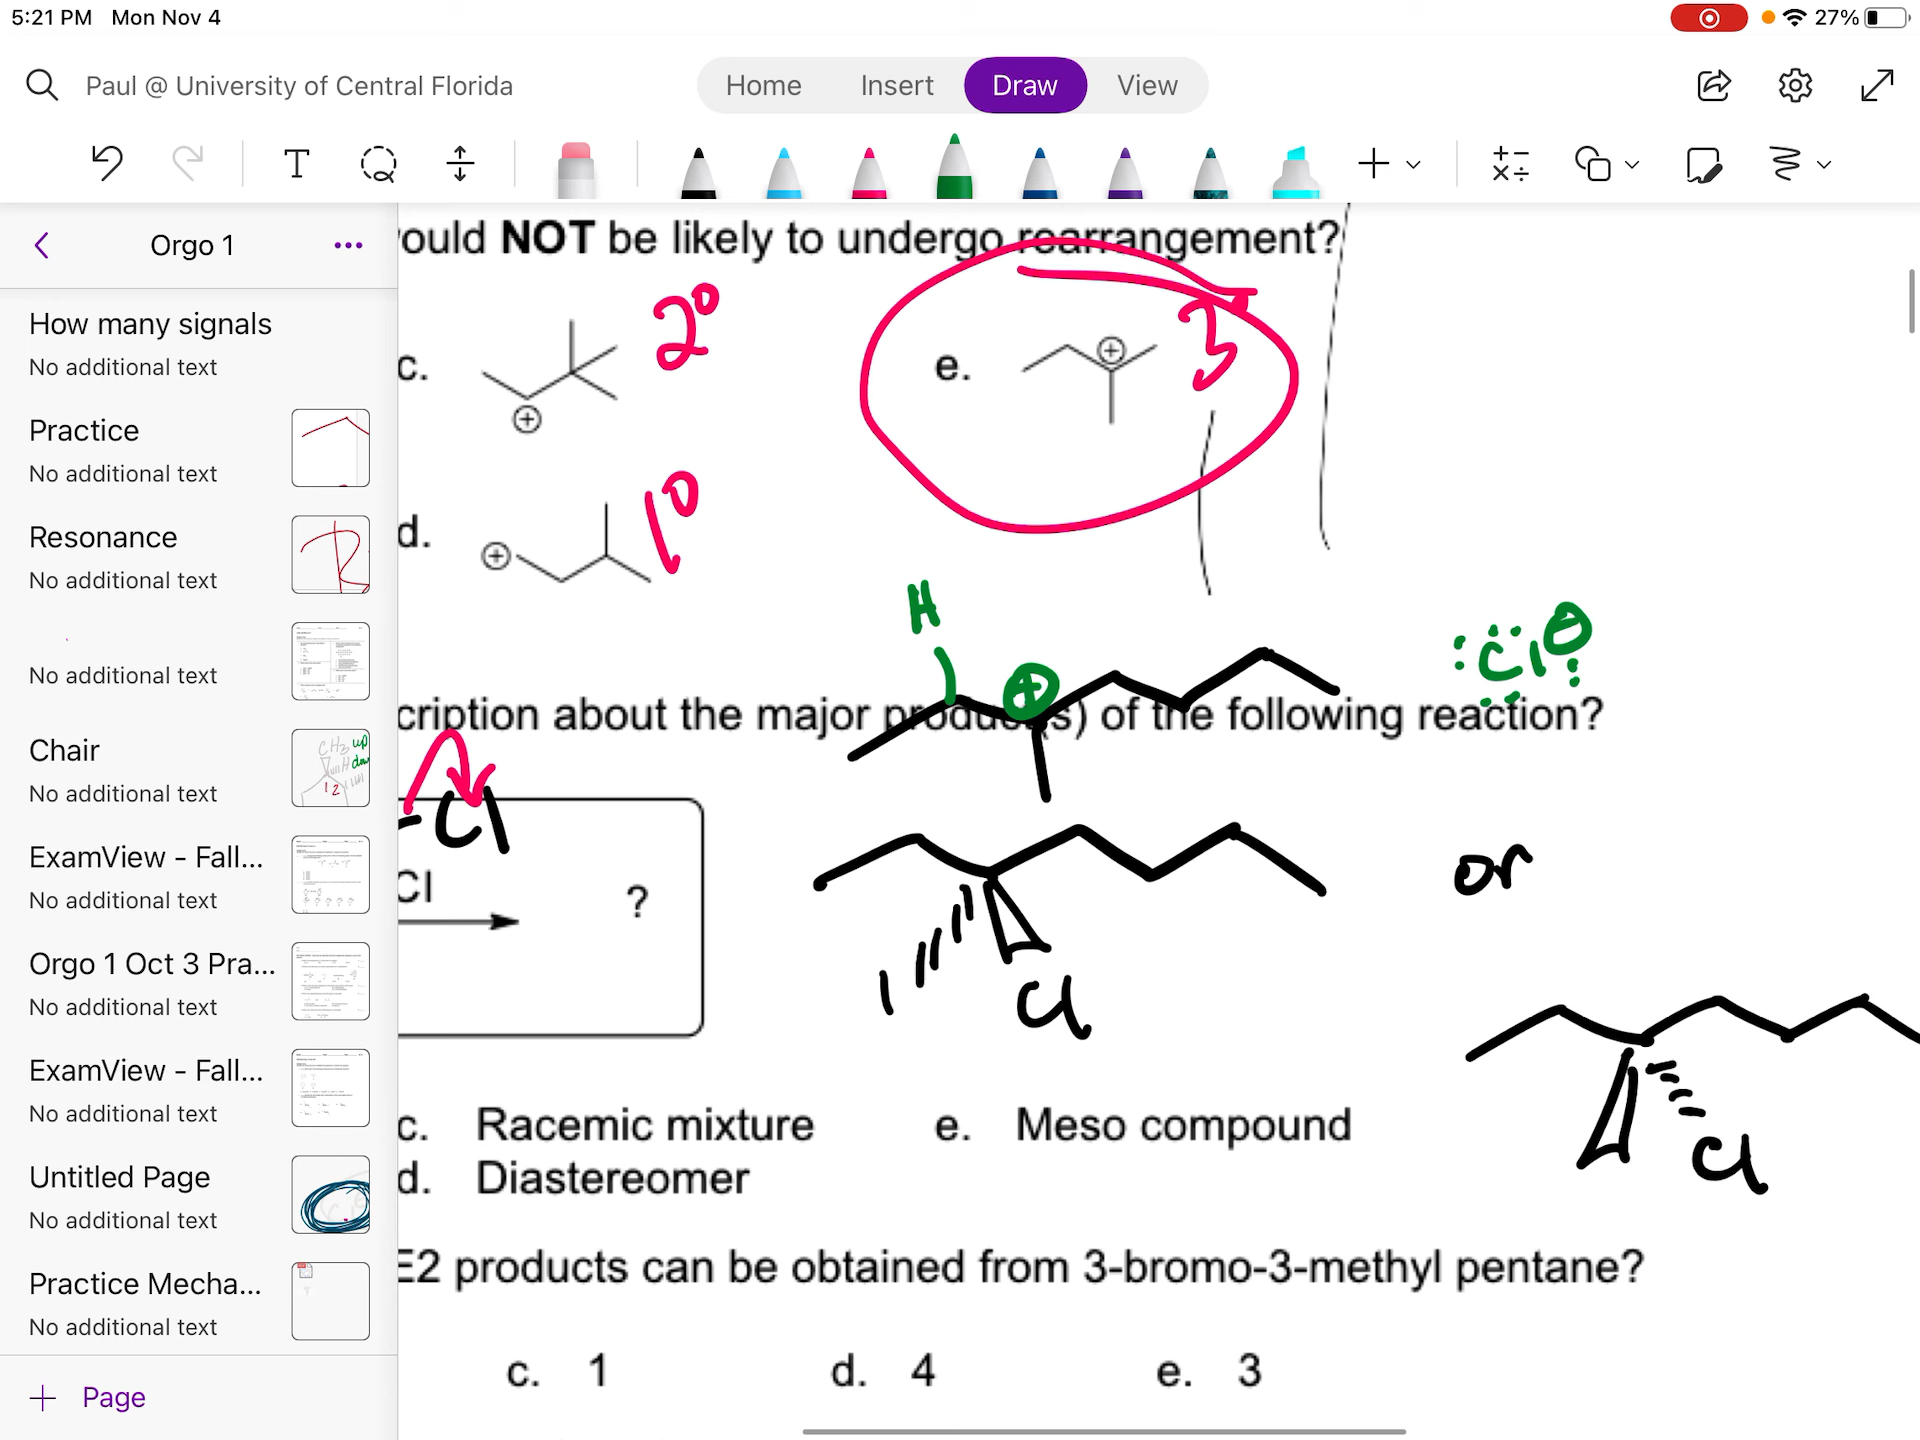 5:21 PM Mon Nov 4
27%
Paul @ University of Central Florida
Home Insert Draw View
T
Orgo 1
How many signals
No additional text
Practice
No additional text
Resonance
No additional text
No additional text
Chair
No additional text
ExamView - Fall...
No additional text
Orgo 1 Oct 3 Pra...
No additional text
ExamView - Fall...
No additional text
Untitled Page
No additional text
Practice Mecha...
No additional text
+ Page
ould NOT be likely to undergo rearrangement?
c. ⊕ 2°
e. ⊕ 3
d. ⊕ 1°
H ⊕ :Cl⊖
cription about the major product(s) of the following reaction?
-Cl
Cl ?
Cl or
Cl
c. Racemic mixture e. Meso compound
d. Diastereomer
E2 products can be obtained from 3-bromo-3-methyl pentane?
c. 1 d. 4 e. 3